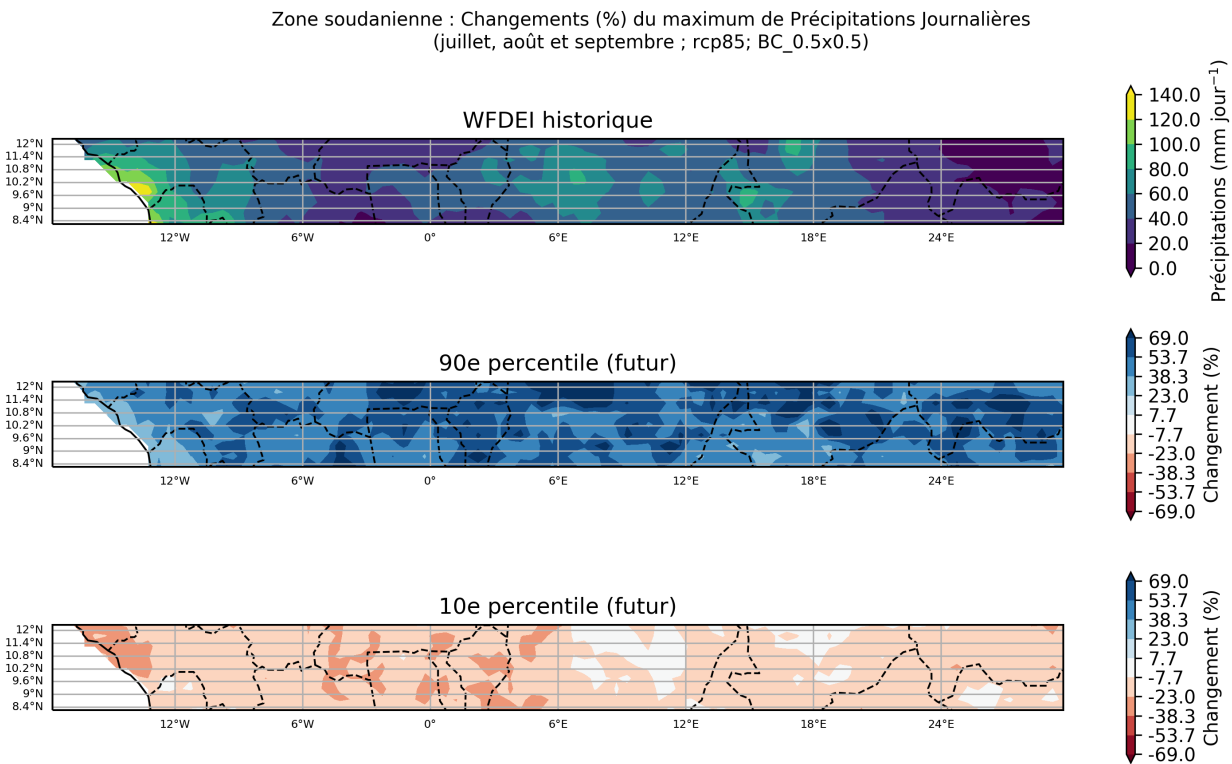 Zone soudanienne : Changements (%) du maximum de Précipitations Journalières
(juillet, août et septembre ; rcp85; BC_0.5x0.5)
WFDEI historique
12°N
11.4°N
10.8°N
10.2°N
9.6°N
9°N
8.4°N
12°W 6°W 0° 6°E 12°E 18°E 24°E
140.0
120.0
100.0
80.0
60.0
40.0
20.0
0.0
Précipitations (mm jour⁻¹)
90e percentile (futur)
12°N
11.4°N
10.8°N
10.2°N
9.6°N
9°N
8.4°N
12°W 6°W 0° 6°E 12°E 18°E 24°E
69.0
53.7
38.3
23.0
7.7
-7.7
-23.0
-38.3
-53.7
-69.0
Changement (%)
10e percentile (futur)
12°N
11.4°N
10.8°N
10.2°N
9.6°N
9°N
8.4°N
12°W 6°W 0° 6°E 12°E 18°E 24°E
69.0
53.7
38.3
23.0
7.7
-7.7
-23.0
-38.3
-53.7
-69.0
Changement (%)